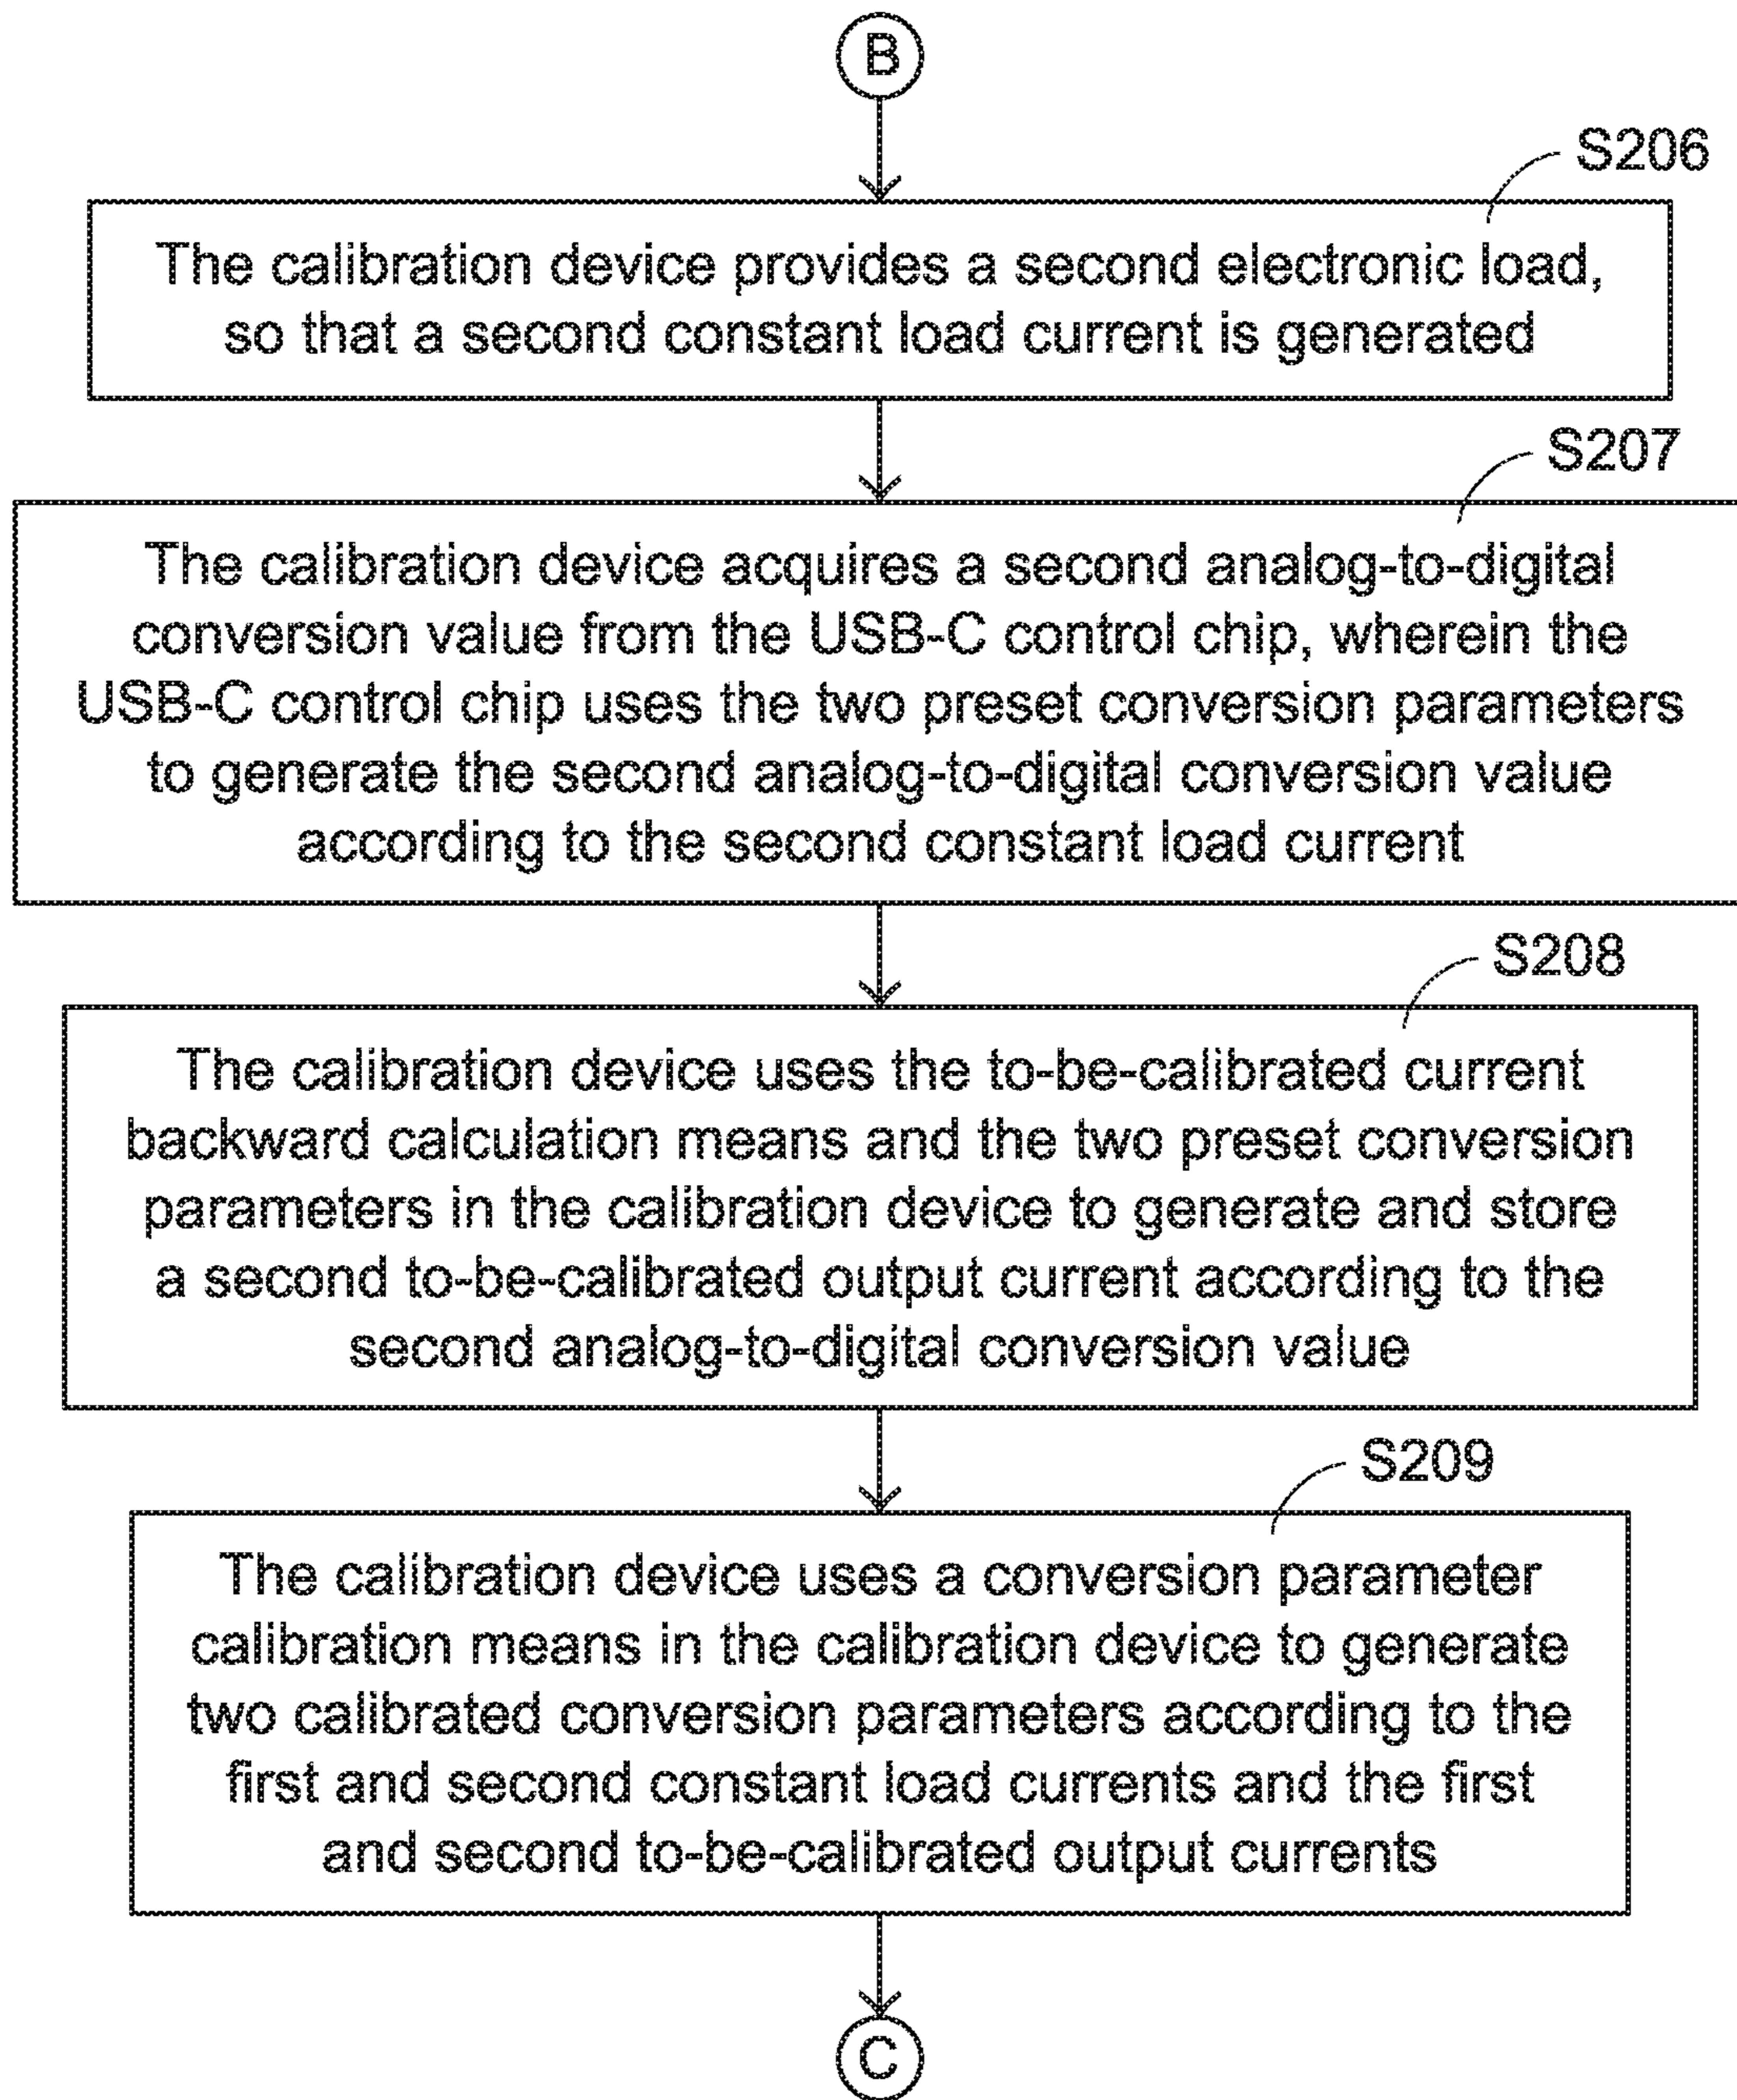 B
S206
The calibration device provides a second electronic load,
so that a second constant load current is generated
S207
The calibration device acquires a second analog-to-digital
conversion value from the USB-C control chip, wherein the
USB-C control chip uses the two preset conversion parameters
to generate the second analog-to-digital conversion value
according to the second constant load current
S208
The calibration device uses the to-be-calibrated current
backward calculation means and the two preset conversion
parameters in the calibration device to generate and store
a second to-be-calibrated output current according to the
second analog-to-digital conversion value
S209
The calibration device uses a conversion parameter
calibration means in the calibration device to generate
two calibrated conversion parameters according to the
first and second constant load currents and the first
and second to-be-calibrated output currents
C